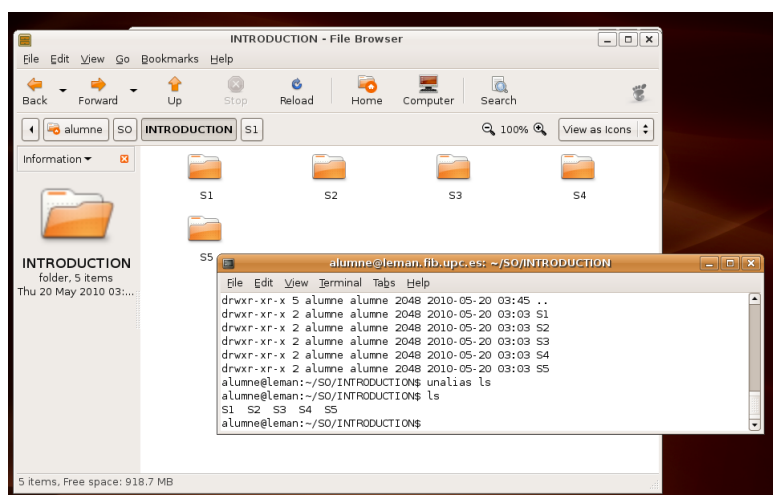 INTRODUCTION - File Browser
File Edit View Go Bookmarks Help
Back Forward Up Stop Reload Home Computer Search
alumne SO INTRODUCTION S1 100% View as Icons
Information
S1 S2 S3 S4
S5
INTRODUCTION
folder, 5 items
Thu 20 May 2010 03:...
alumne@leman.fib.upc.es: ~/SO/INTRODUCTION
File Edit View Terminal Tabs Help
drwxr-xr-x 5 alumne alumne 2048 2010-05-20 03:45 ..
drwxr-xr-x 2 alumne alumne 2048 2010-05-20 03:03 S1
drwxr-xr-x 2 alumne alumne 2048 2010-05-20 03:03 S2
drwxr-xr-x 2 alumne alumne 2048 2010-05-20 03:03 S3
drwxr-xr-x 2 alumne alumne 2048 2010-05-20 03:03 S4
drwxr-xr-x 2 alumne alumne 2048 2010-05-20 03:03 S5
alumne@leman:~/SO/INTRODUCTION$ unalias ls
alumne@leman:~/SO/INTRODUCTION$ ls
S1 S2 S3 S4 S5
alumne@leman:~/SO/INTRODUCTION$
5 items, Free space: 918.7 MB